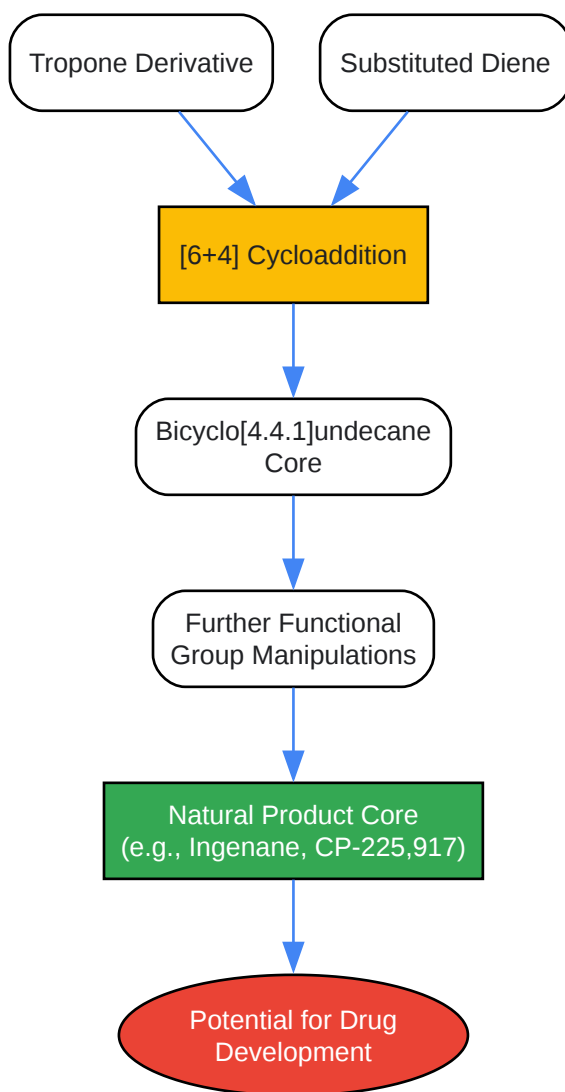 Tropone Derivative
Substituted Diene
[6+4] Cycloaddition
Bicyclo[4.4.1]undecane
Core
Further Functional
Group Manipulations
Natural Product Core
(e.g., Ingenane, CP-225,917)
Potential for Drug
Development